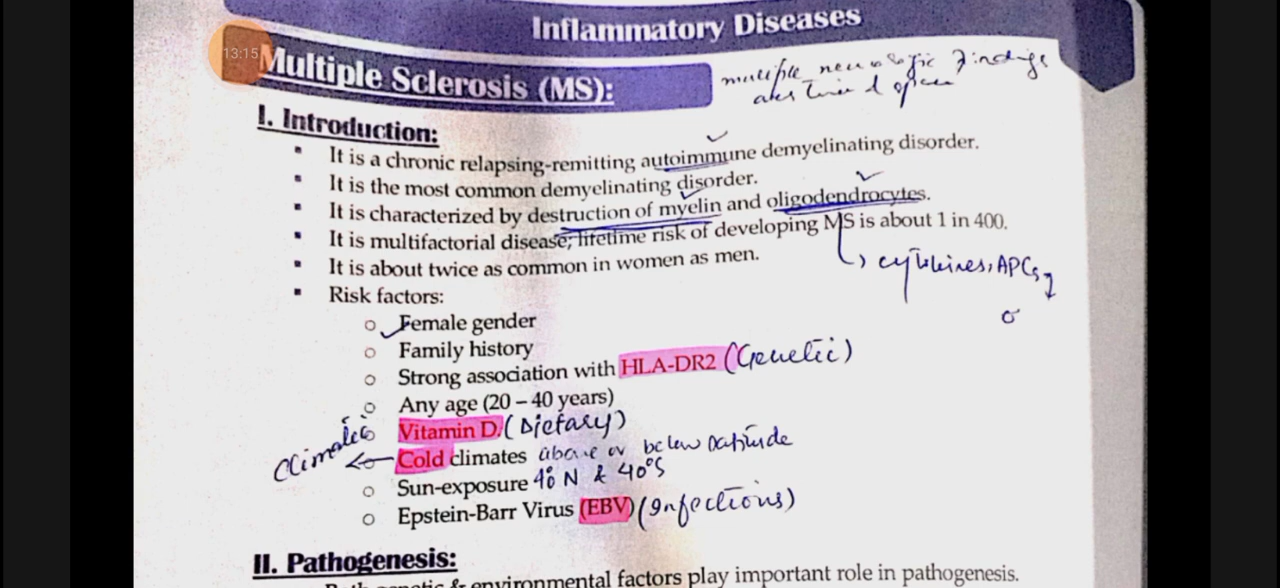 Inflammatory Diseases
13:15
Multiple Sclerosis (MS):
multiple neurologic Findings
I. Introduction:
▪ It is a chronic relapsing-remitting autoimmune demyelinating disorder.
▪ It is the most common demyelinating disorder.
▪ It is characterized by destruction of myelin and oligodendrocytes.
▪ It is multifactorial disease; lifetime risk of developing MS is about 1 in 400.
▪ It is about twice as common in women as men.
cytokines, APCs,
▪ Risk factors:
o Female gender
o Family history
o Strong association with HLA-DR2 (Genetic)
o Any age (20 – 40 years)
o Vitamin D. (Dietary)
Climatic
o Cold climates above or below latitude
o Sun-exposure 40°N & 40°S
o Epstein-Barr Virus (EBV) (Infections)
II. Pathogenesis:
Both genetic & environmental factors play important role in pathogenesis.